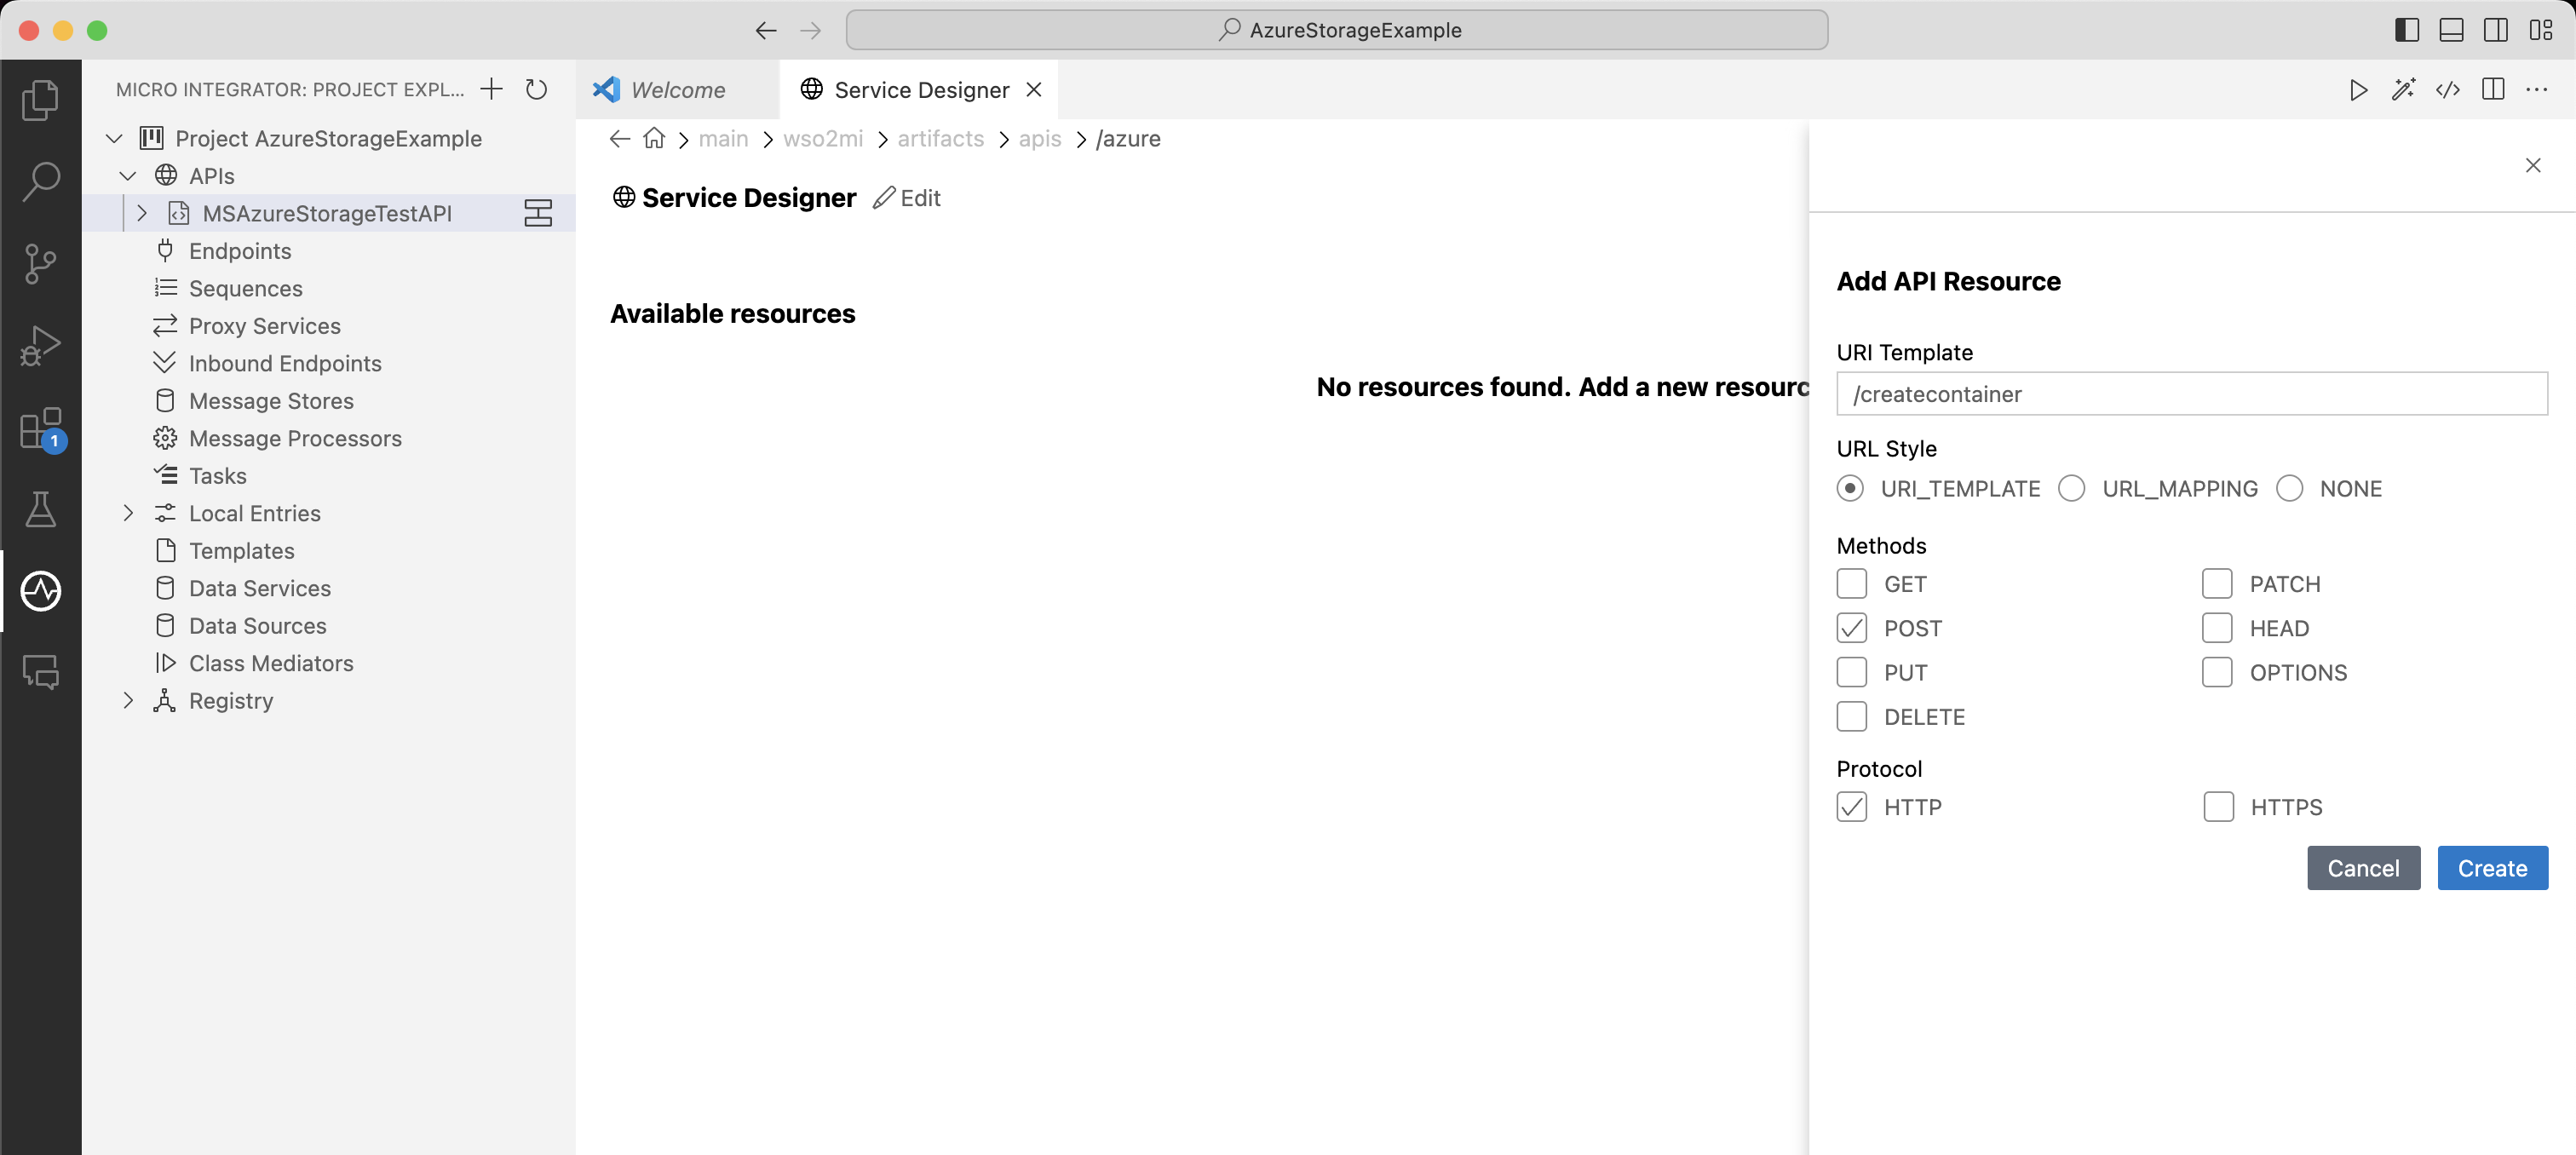 AzureStorageExample
MICRO INTEGRATOR: PROJECT EXPL...
Project AzureStorageExample
APIs
MSAzureStorageTestAPI
Endpoints
Sequences
Proxy Services
Inbound Endpoints
Message Stores
Message Processors
Tasks
Local Entries
Templates
Data Services
Data Sources
Class Mediators
Registry
1
Welcome
Service Designer
main > wso2mi > artifacts > apis > /azure
Service Designer Edit
Available resources
No resources found. Add a new resourc
Add API Resource
URI Template
/createcontainer
URL Style
URI_TEMPLATE URL_MAPPING NONE
Methods
GET PATCH
POST HEAD
PUT OPTIONS
DELETE
Protocol
HTTP HTTPS
Cancel Create